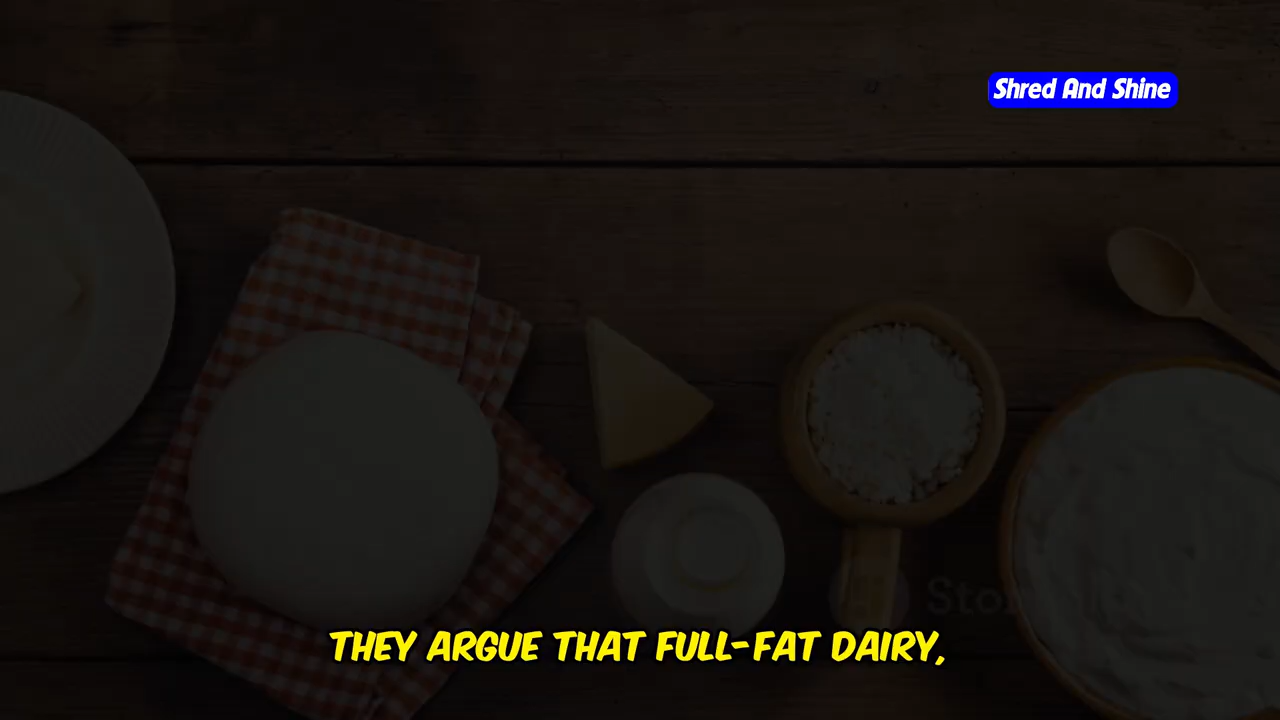 Shred And Shine
THEY ARGUE THAT FULL-FAT DAIRY,